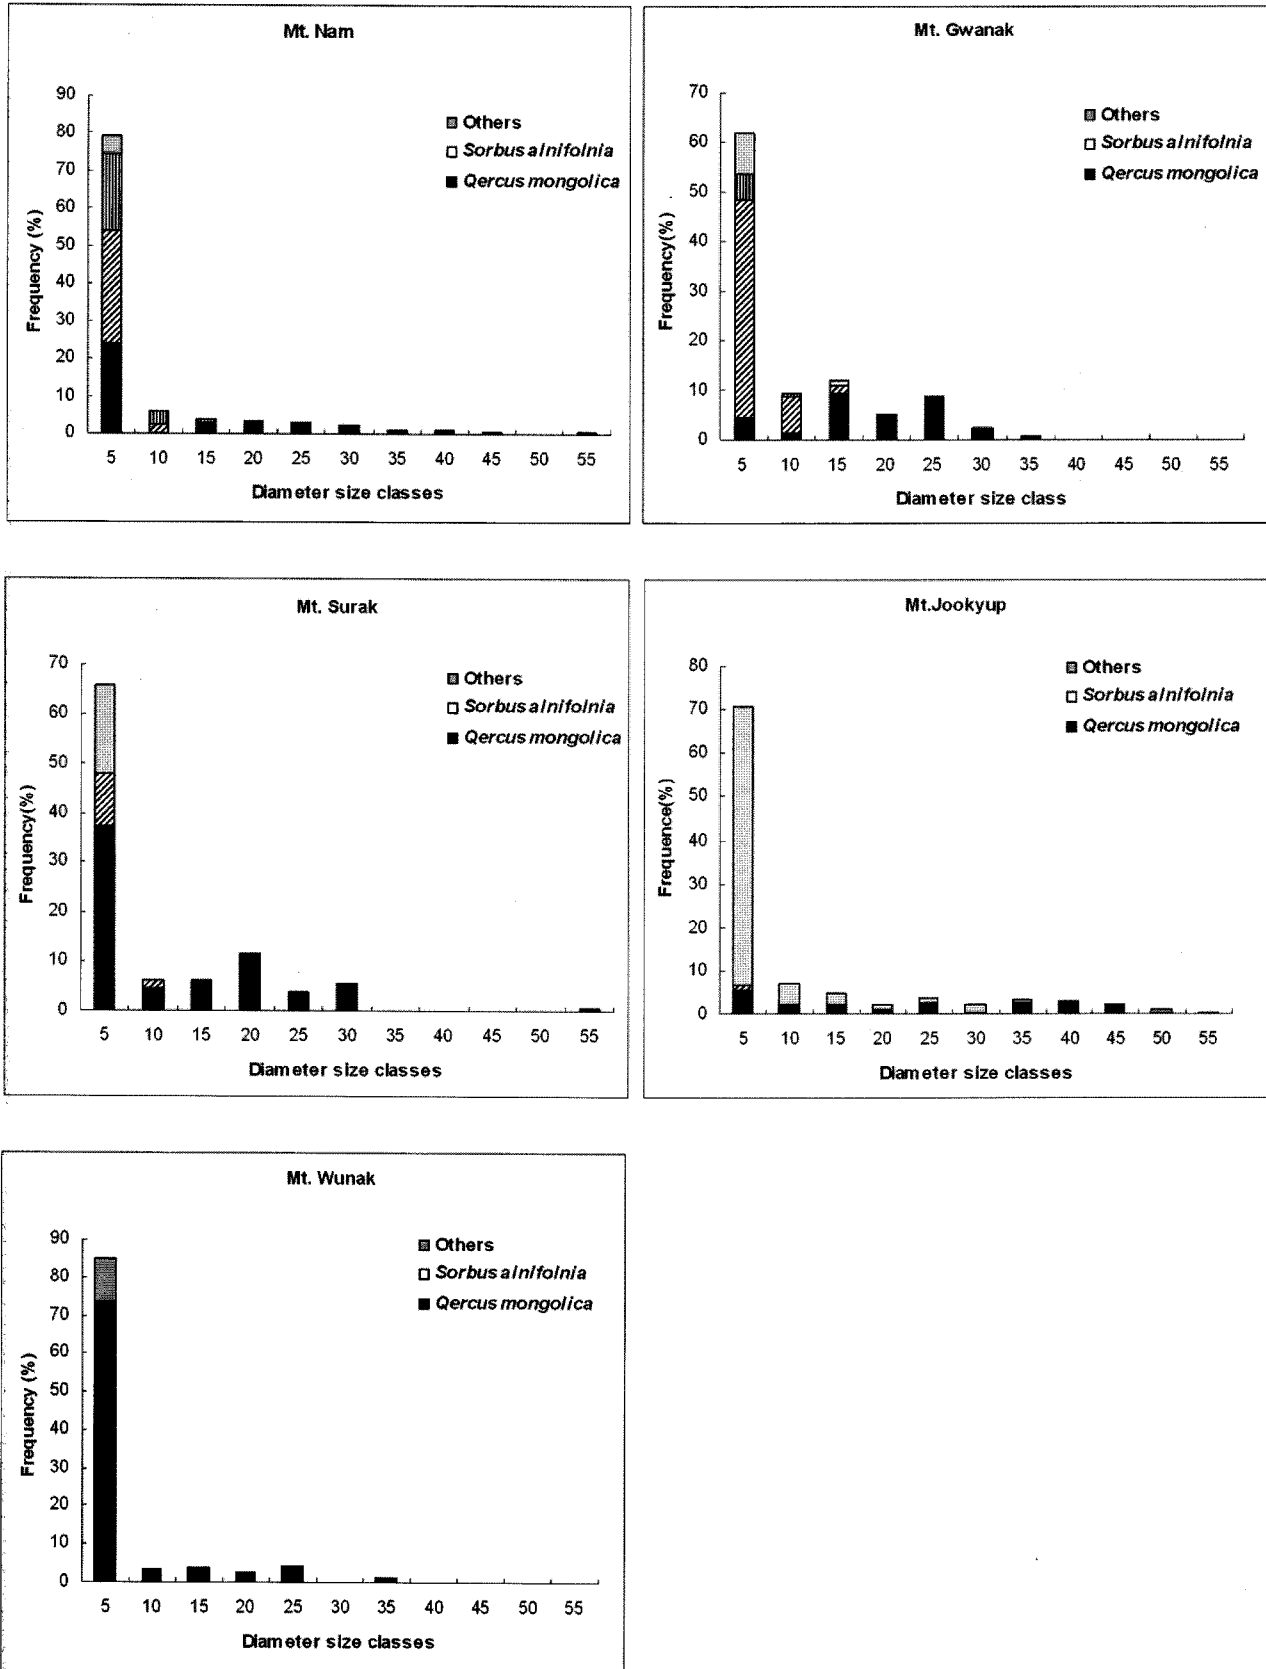 Mt. Nam
Frequency (%)
90
80
70
60
50
40
30
20
10
0
Others
Sorbus alnifolnia
Qercus mongolica
5 10 15 20 25 30 35 40 45 50 55
Diameter size classes
Mt. Gwanak
Frequency(%)
70
60
50
40
30
20
10
0
Others
Sorbus alnifolnia
Qercus mongolica
5 10 15 20 25 30 35 40 45 50 55
Diameter size class
Mt. Surak
Frequency(%)
70
60
50
40
30
20
10
0
Others
Sorbus alnifolnia
Qercus mongolica
5 10 15 20 25 30 35 40 45 50 55
Diameter size classes
Mt.Jookyup
Frequence(%)
80
70
60
50
40
30
20
10
0
Others
Sorbus alnifolnia
Qercus mongolica
5 10 15 20 25 30 35 40 45 50 55
Diameter size classes
Mt. Wunak
Frequency (%)
90
80
70
60
50
40
30
20
10
0
Others
Sorbus alnifolnia
Qercus mongolica
5 10 15 20 25 30 35 40 45 50 55
Diameter size classes